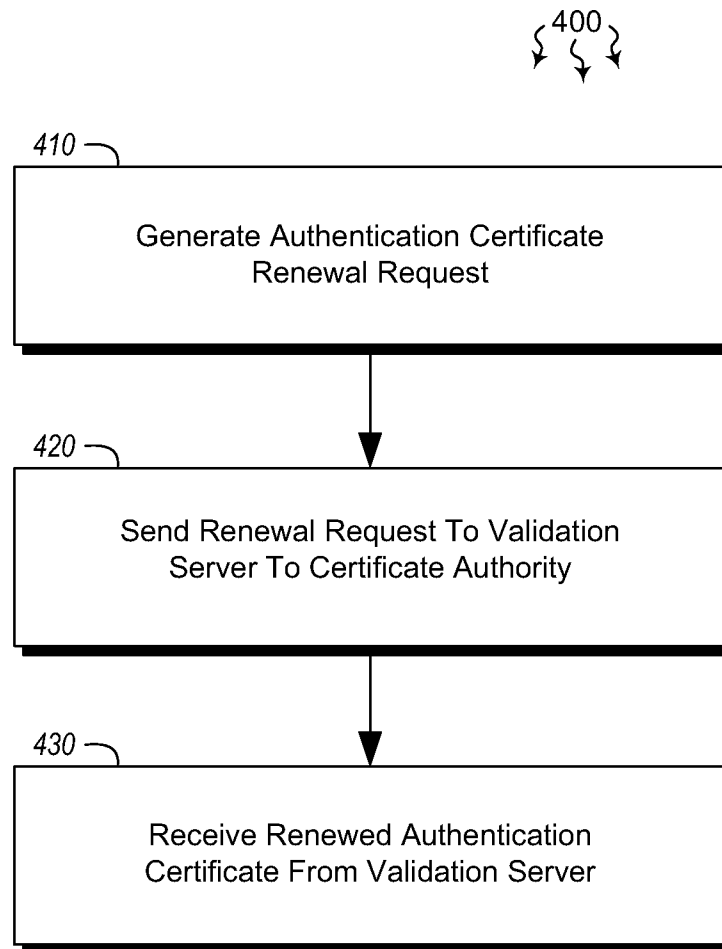 400
410
Generate Authentication Certificate
Renewal Request
420
Send Renewal Request To Validation
Server To Certificate Authority
430
Receive Renewed Authentication
Certificate From Validation Server